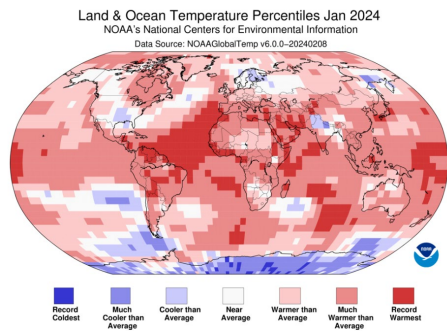 Land & Ocean Temperature Percentiles Jan 2024
NOAA's National Centers for Environmental Information
Data Source: NOAAGlobalTemp v6.0.0–20240208
Record Coldest
Much Cooler than Average
Cooler than Average
Near Average
Warmer than Average
Much Warmer than Average
Record Warmest